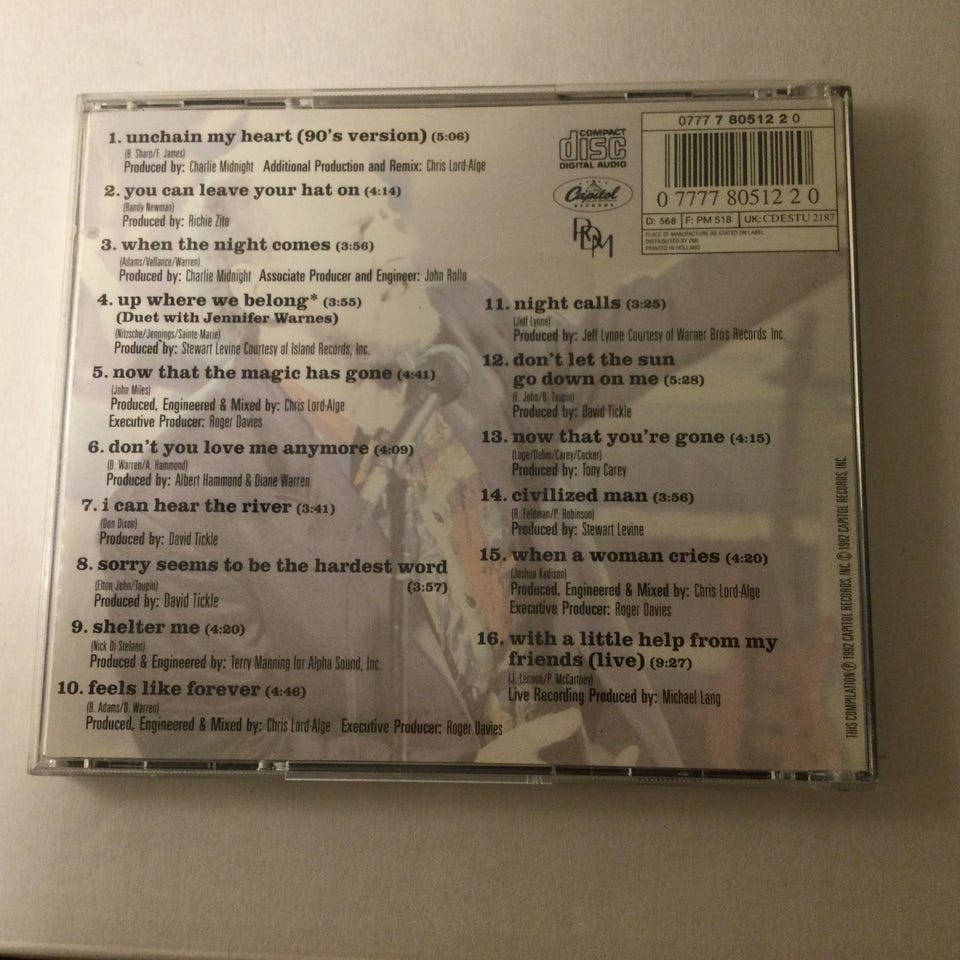 1. unchain my heart (90's version) (5:06)
(B. Sharp/F. James)
Produced by: Charlie Midnight Additional Production and Remix: Chris Lord-Alge
2. you can leave your hat on (4:14)
(Randy Newman)
Produced by: Richie Zito
3. when the night comes (3:56)
(Adams/Vallance/Warren)
Produced by: Charlie Midnight Associate Producer and Engineer: John Rollo
4. up where we belong* (3:55)
(Duet with Jennifer Warnes)
(Nitzsche/Jennings/Sainte-Marie)
Produced by: Stewart Levine Courtesy of Island Records, Inc.
5. now that the magic has gone (4:41)
(John Miles)
Produced, Engineered & Mixed by: Chris Lord-Alge
Executive Producer: Roger Davies
6. don't you love me anymore (4:09)
(D. Warren/A. Hammond)
Produced by: Albert Hammond & Diane Warren
7. i can hear the river (3:41)
(Don Dixon)
Produced by: David Tickle
8. sorry seems to be the hardest word
(3:57)
(Elton John/Taupin)
Produced by: David Tickle
9. shelter me (4:20)
(Nick Di Stefano)
Produced & Engineered by: Terry Manning for Alpha Sound, Inc.
10. feels like forever (4:46)
(B. Adams/D. Warren)
Produced, Engineered & Mixed by: Chris Lord-Alge Executive Producer: Roger Davies
COMPACT
disc
DIGITAL AUDIO
Capitol
RECORDS
0777 7 80512 2 0
0 7777 80512 2 0
D: 568 F: PM 518 UK: CDESTU 2187
PLACE OF MANUFACTURE AS STATED ON LABEL
DISTRIBUTED BY EMI
PRINTED IN HOLLAND
11. night calls (3:25)
(Jeff Lynne)
Produced by: Jeff Lynne Courtesy of Warner Bros Records Inc.
12. don't let the sun
go down on me (5:28)
(E. John/B. Taupin)
Produced by: David Tickle
13. now that you're gone (4:15)
(Lage/Dehm/Carey/Cocker)
Produced by: Tony Carey
14. civilized man (3:56)
(R. Feldman/P. Robinson)
Produced by: Stewart Levine
15. when a woman cries (4:20)
(Joshua Kadison)
Produced, Engineered & Mixed by: Chris Lord-Alge
Executive Producer: Roger Davies
16. with a little help from my
friends (live) (9:27)
(J. Lennon/P. McCartney)
Live Recording Produced by: Michael Lang
THIS COMPILATION ℗ 1992 CAPITOL RECORDS, INC. © 1992 CAPITOL RECORDS, INC.